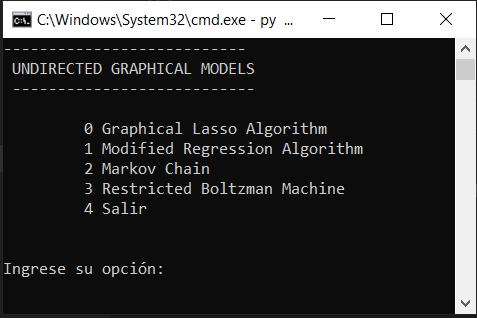 C:\Windows\System32\cmd.exe - py ...
---------------------------
UNDIRECTED GRAPHICAL MODELS
---------------------------
0 Graphical Lasso Algorithm
1 Modified Regression Algorithm
2 Markov Chain
3 Restricted Boltzman Machine
4 Salir
Ingrese su opción: